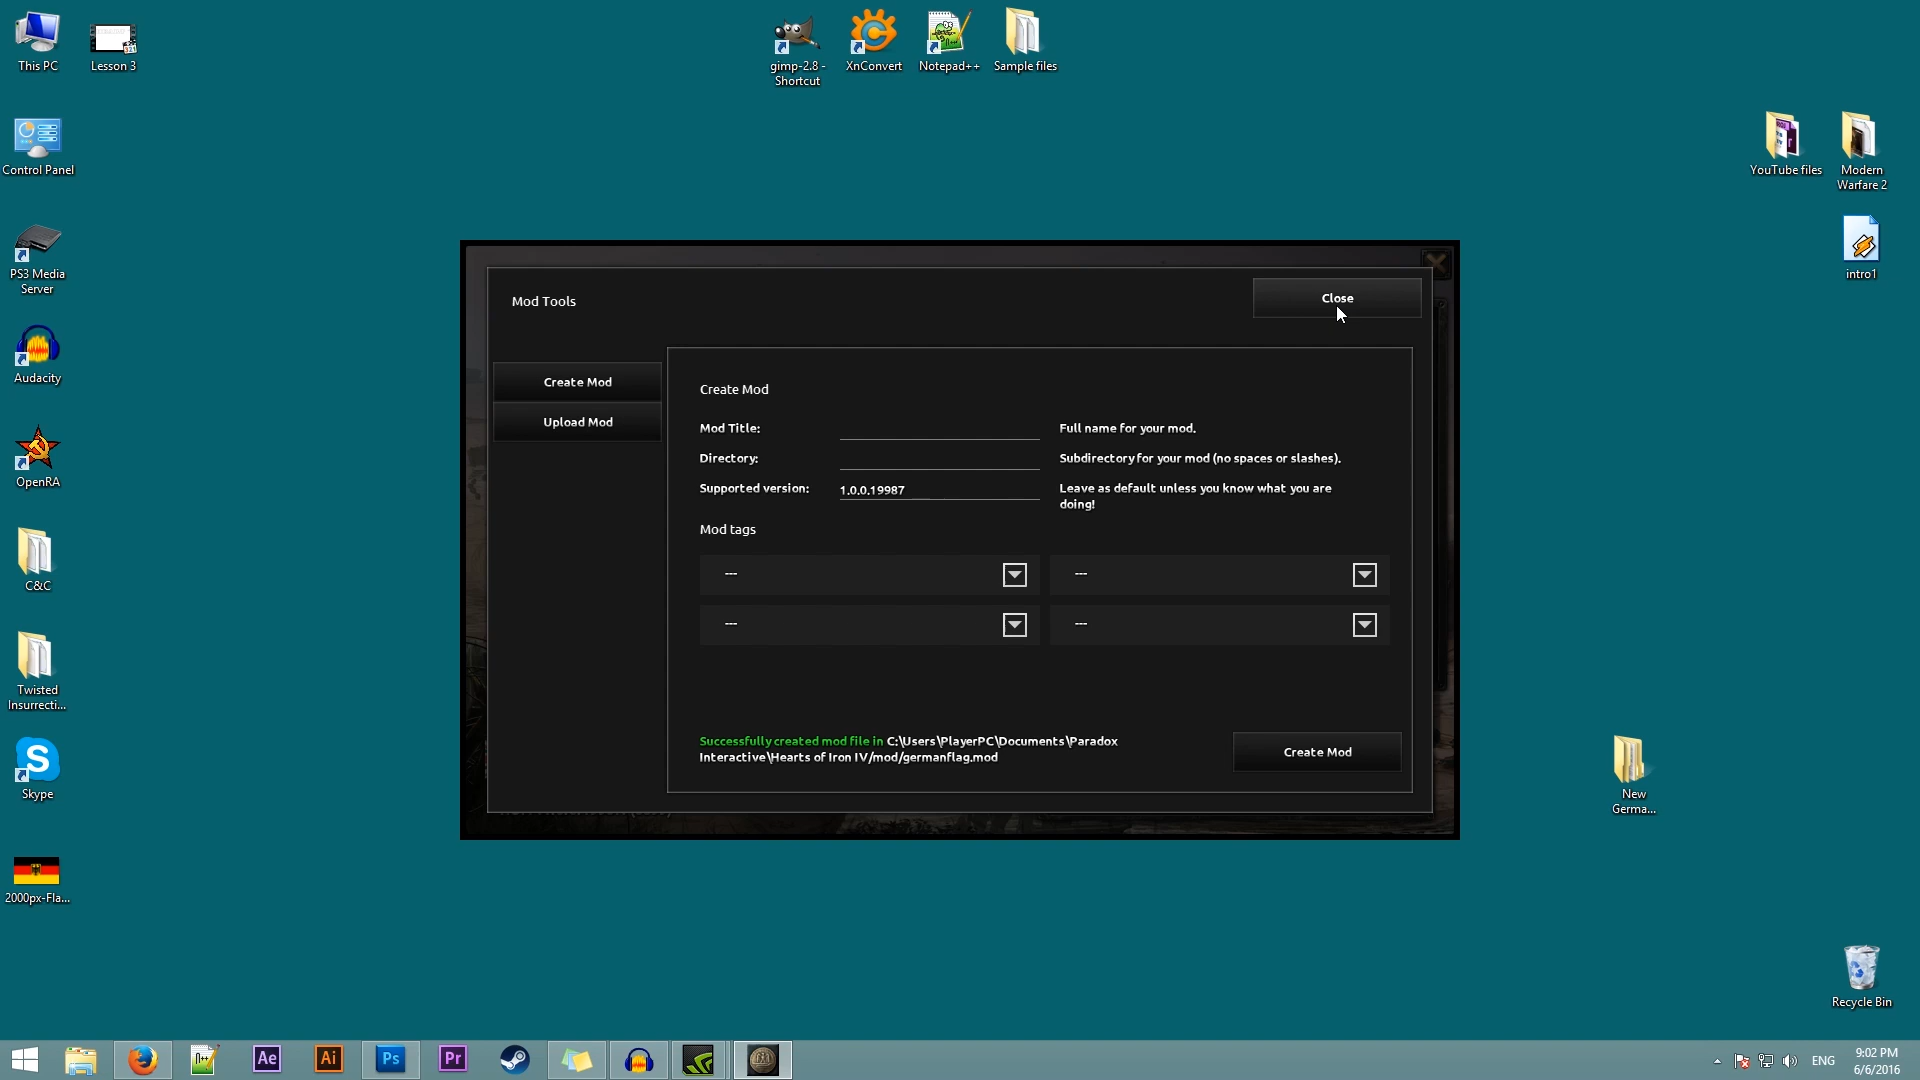 This PC
Lesson 3
gimp-2.8 -
Shortcut
XnConvert
Notepad++
Sample files
Control Panel
YouTube files
Modern
Warfare 2
PS3 Media
Server
intro1
Audacity
OpenRA
C&C
Twisted
Insurrecti...
Skype
2000px-Fla...
New
Germa...
Recycle Bin
Mod Tools
Close
Create Mod
Upload Mod
Create Mod
Mod Title:
Full name for your mod.
Directory:
Subdirectory for your mod (no spaces or slashes).
Supported version:
1.0.0.19987
Leave as default unless you know what you are
doing!
Mod tags
---
---
---
---
Successfully created mod file in C:\Users\PlayerPC\Documents\Paradox
Interactive\Hearts of Iron IV/mod/germanflag.mod
Create Mod
Ae
Ai
Ps
Pr
ENG
9:02 PM
6/6/2016